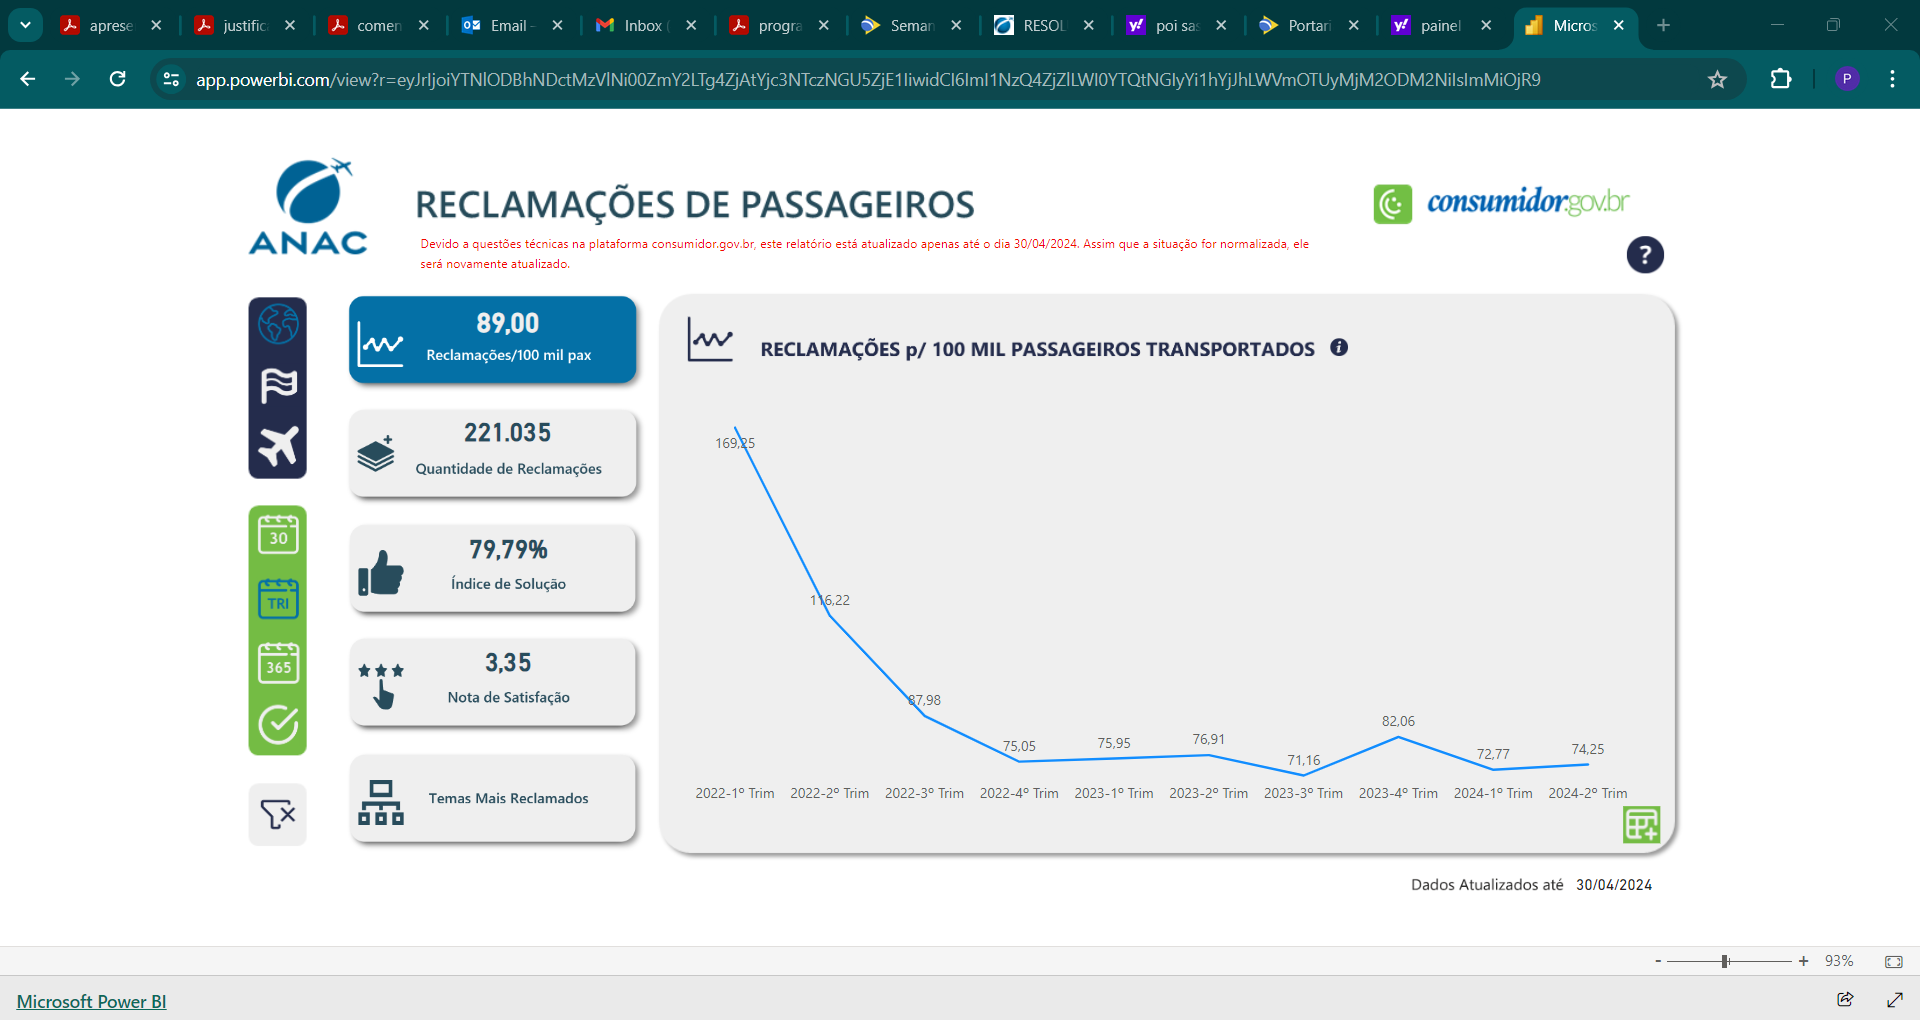 aprese
justific
comen
Email -
Inbox (
progra
Seman
RESOL
poi sas
Portari
painel
Micros
app.powerbi.com/view?r=eyJrIjoiYTNlODBhNDctMzVlNi00ZmY2LTg4ZjAtYjc3NTczNGU5ZjE1IiwidCI6ImI1NzQ4ZjZlLWI0YTQtNGIyYi1hYjJhLWVmOTUyMjM2ODM2NiIsImMiOjR9
P
ANAC
RECLAMAÇÕES DE PASSAGEIROS
consumidor.gov.br
Devido a questões técnicas na plataforma consumidor.gov.br, este relatório está atualizado apenas até o dia 30/04/2024. Assim que a situação for normalizada, ele
será novamente atualizado.
?
30
TRI
365
89,00
Reclamações/100 mil pax
221.035
Quantidade de Reclamações
79,79%
Índice de Solução
3,35
Nota de Satisfação
Temas Mais Reclamados
RECLAMAÇÕES p/ 100 MIL PASSAGEIROS TRANSPORTADOS
169,25
116,22
87,98
75,05
75,95
76,91
71,16
82,06
72,77
74,25
2022-1º Trim
2022-2º Trim
2022-3º Trim
2022-4º Trim
2023-1º Trim
2023-2º Trim
2023-3º Trim
2023-4º Trim
2024-1º Trim
2024-2º Trim
Dados Atualizados até 30/04/2024
- + 93%
Microsoft Power BI